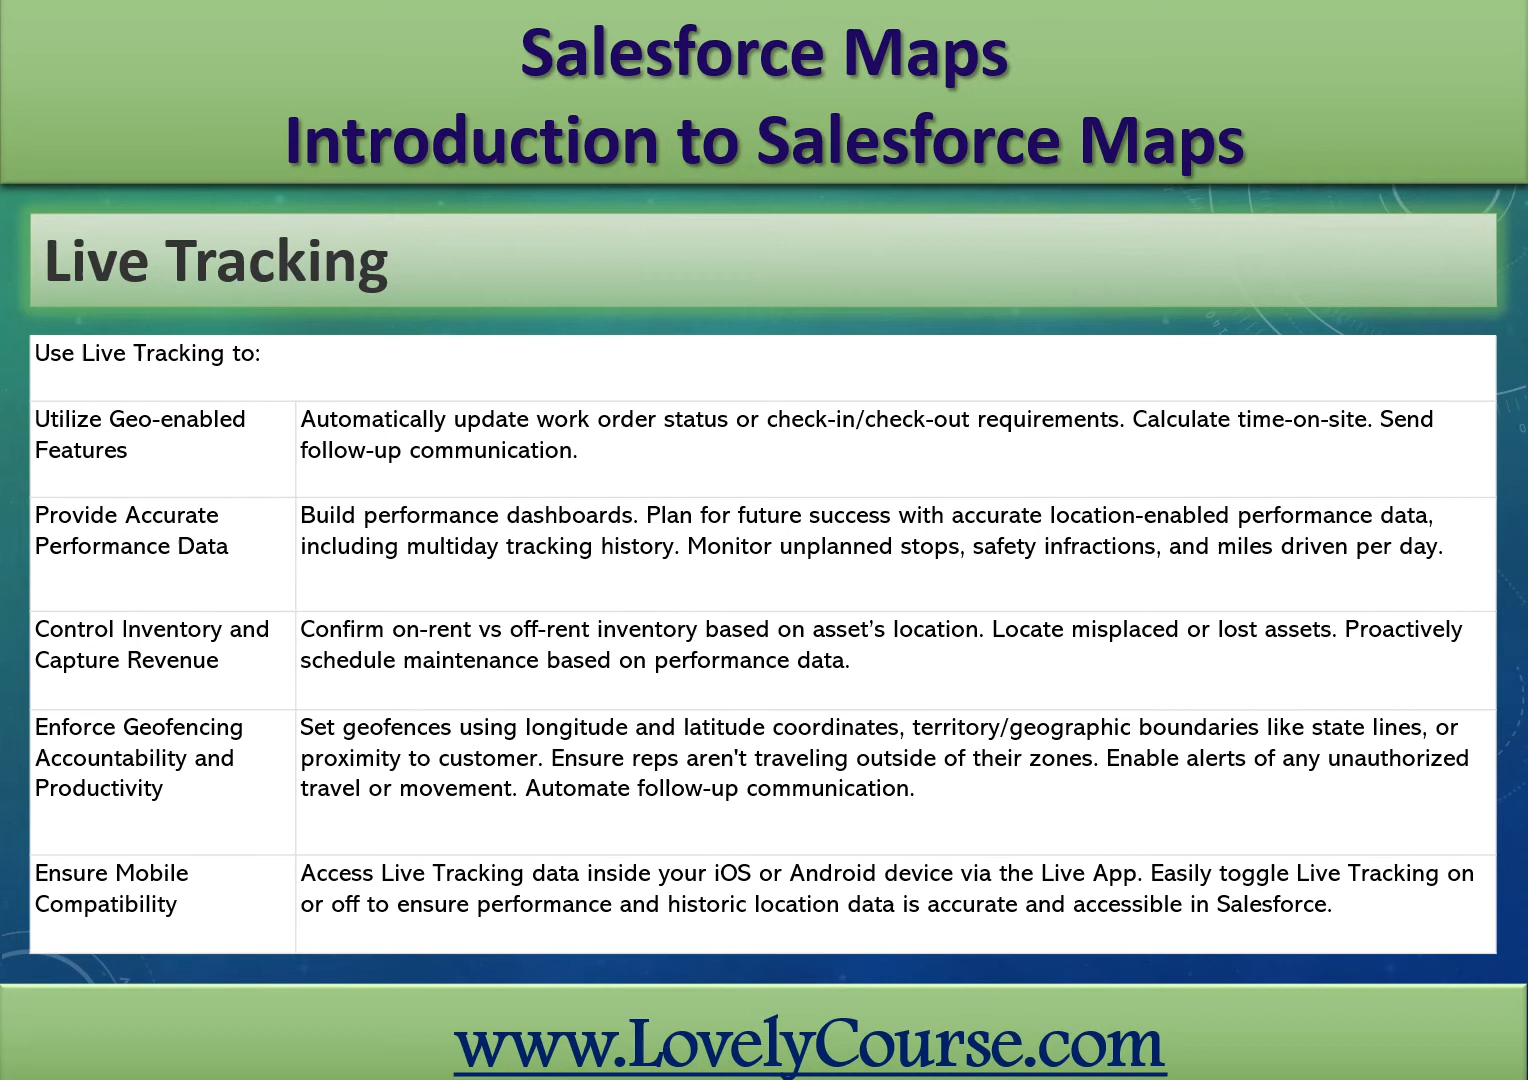 Salesforce Maps
Introduction to Salesforce Maps
Live Tracking
Use Live Tracking to:
Utilize Geo-enabled
Features
Automatically update work order status or check-in/check-out requirements. Calculate time-on-site. Send
follow-up communication.
Provide Accurate
Performance Data
Build performance dashboards. Plan for future success with accurate location-enabled performance data,
including multiday tracking history. Monitor unplanned stops, safety infractions, and miles driven per day.
Control Inventory and
Capture Revenue
Confirm on-rent vs off-rent inventory based on asset’s location. Locate misplaced or lost assets. Proactively
schedule maintenance based on performance data.
Enforce Geofencing
Accountability and
Productivity
Set geofences using longitude and latitude coordinates, territory/geographic boundaries like state lines, or
proximity to customer. Ensure reps aren't traveling outside of their zones. Enable alerts of any unauthorized
travel or movement. Automate follow-up communication.
Ensure Mobile
Compatibility
Access Live Tracking data inside your iOS or Android device via the Live App. Easily toggle Live Tracking on
or off to ensure performance and historic location data is accurate and accessible in Salesforce.
www.LovelyCourse.com